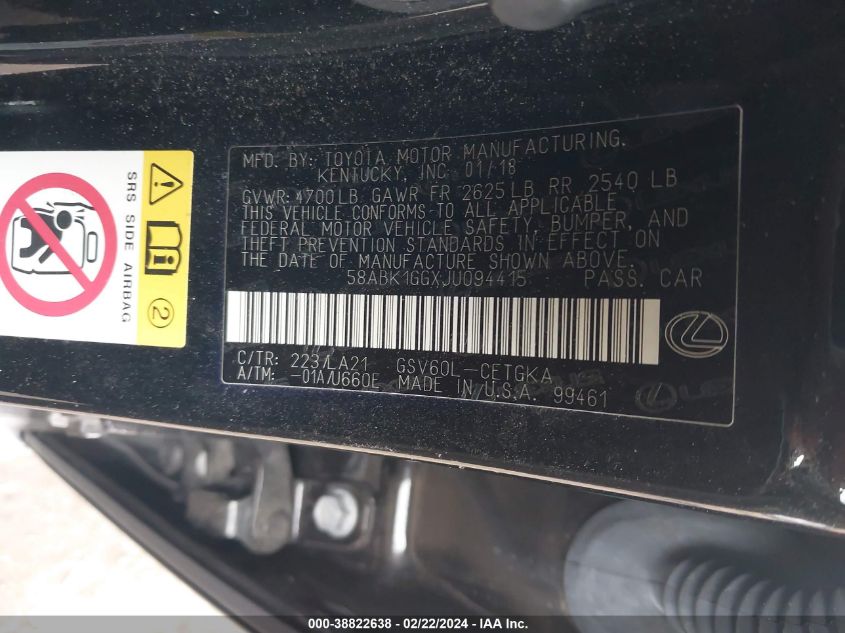 MFD. BY: TOYOTA MOTOR MANUFACTURING.
KENTUCKY, INC 01/18
GVWR: 4700LB GAWR FR 2625LB RR 2540 LB
THIS VEHICLE CONFORMS TO ALL APPLICABLE
FEDERAL MOTOR VEHICLE SAFETY, BUMPER, AND
THEFT PREVENTION STANDARDS IN EFFECT ON
THE DATE OF MANUFACTURE SHOWN ABOVE.
58ABK1GGXJU094415 PASS. CAR
C/TR: 223/LA21 GSV60L-CETGKA
A/TM: -01A/U660E MADE IN U.S.A. 99461
SRS SIDE AIRBAG
2
000-38822638 - 02/22/2024 - IAA Inc.